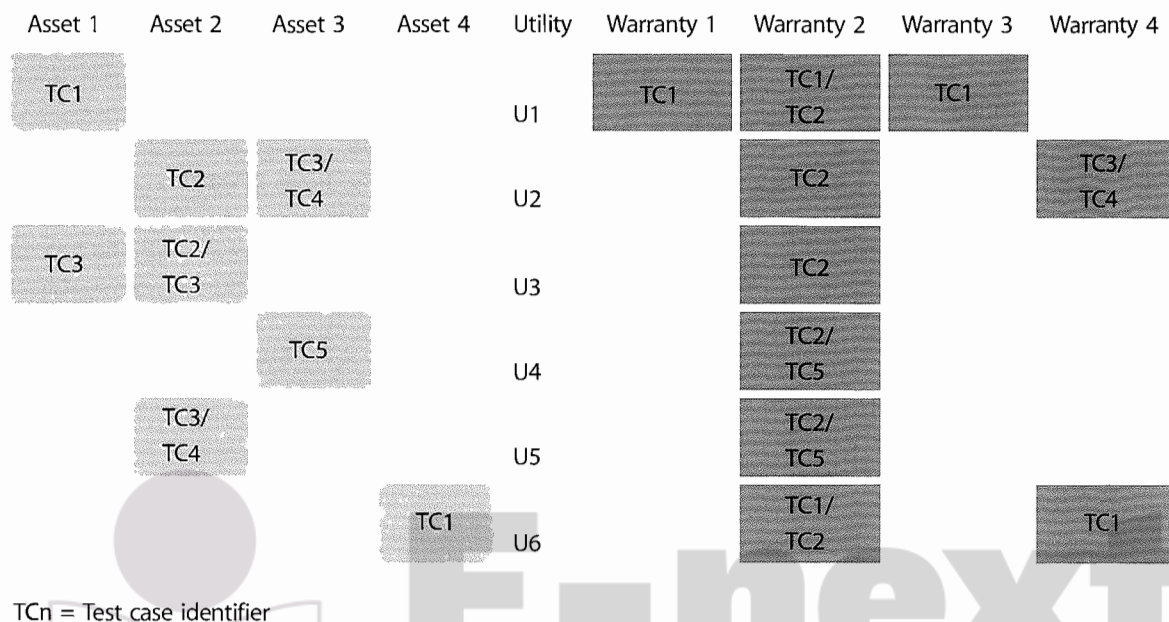 Asset 1 Asset 2 Asset 3 Asset 4 Utility Warranty 1 Warranty 2 Warranty 3 Warranty 4
TC1 U1 TC1 TC1/ TC2 TC1
TC2 TC3/ TC4 U2 TC2 TC3/ TC4
TC3 TC2/ TC3 U3 TC2
TC5 U4 TC2/ TC5
TC3/ TC4 U5 TC2/ TC5
TC1 U6 TC1/ TC2 TC1
TCn = Test case identifier
E-next